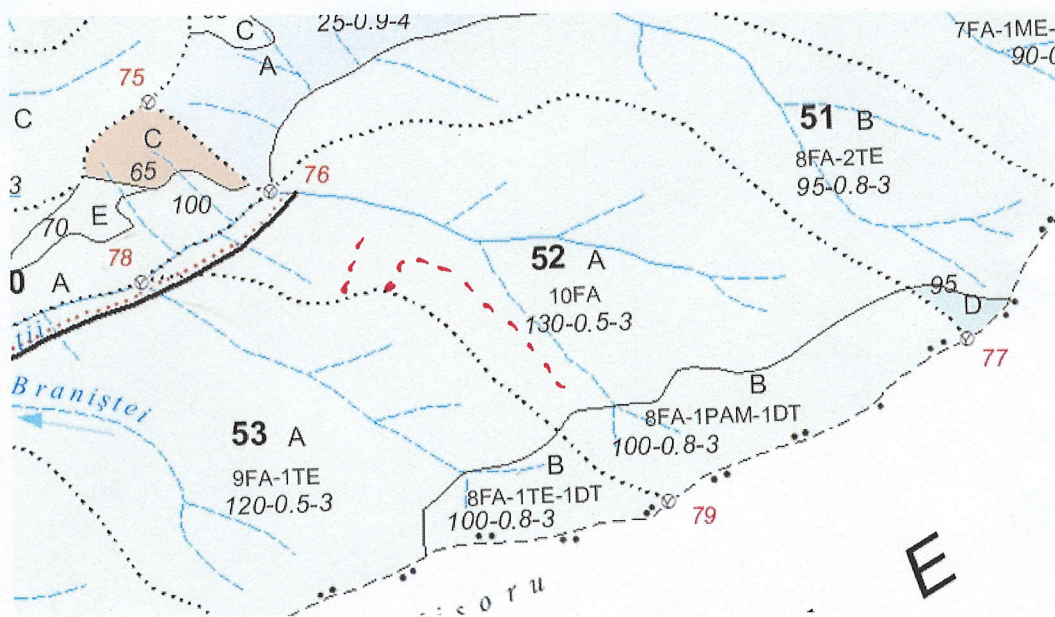 C
25-0.9-4
A
7FA-1ME-
75
C
C
51 B
8FA-2TE
95-0.8-3
65
3
76
100
E
70
78
52 A
0 A
10FA
130-0.5-3
95
D
77
ții
Braniștei
B
8FA-1PAM-1DT
100-0.8-3
53 A
9FA-1TE
120-0.5-3
B
8FA-1TE-1DT
100-0.8-3
79
E